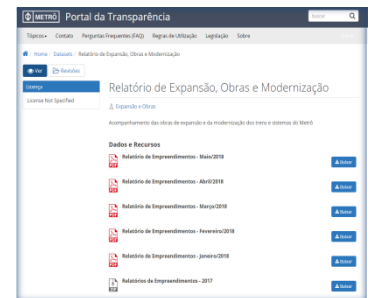 METRÔ Portal da Transparência
buscar
Tópicos Contato Perguntas Frequentes (FAQ) Regras de Utilização Legislação Sobre
Home / Datasets / Relatório de Expansão, Obras e Modernização
Ver Revisões
Licença
License Not Specified
Relatório de Expansão, Obras e Modernização
Expansão e Obras
Acompanhamento das obras de expansão e da modernização dos trens e sistemas do Metrô
Dados e Recursos
Relatório de Empreendimentos - Maio/2018
Baixar
Relatório de Empreendimentos - Abril/2018
Baixar
Relatório de Empreendimentos - Março/2018
Baixar
Relatório de Empreendimentos - Fevereiro/2018
Baixar
Relatório de Empreendimentos - Janeiro/2018
Baixar
Relatórios de Empreendimentos - 2017
Baixar